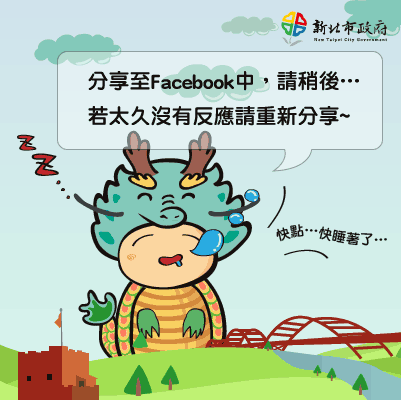 新北市政府
New Taipei City Government
分享至Facebook中，請稍後…
若太久沒有反應請重新分享~
z z z
快點…快睡著了…